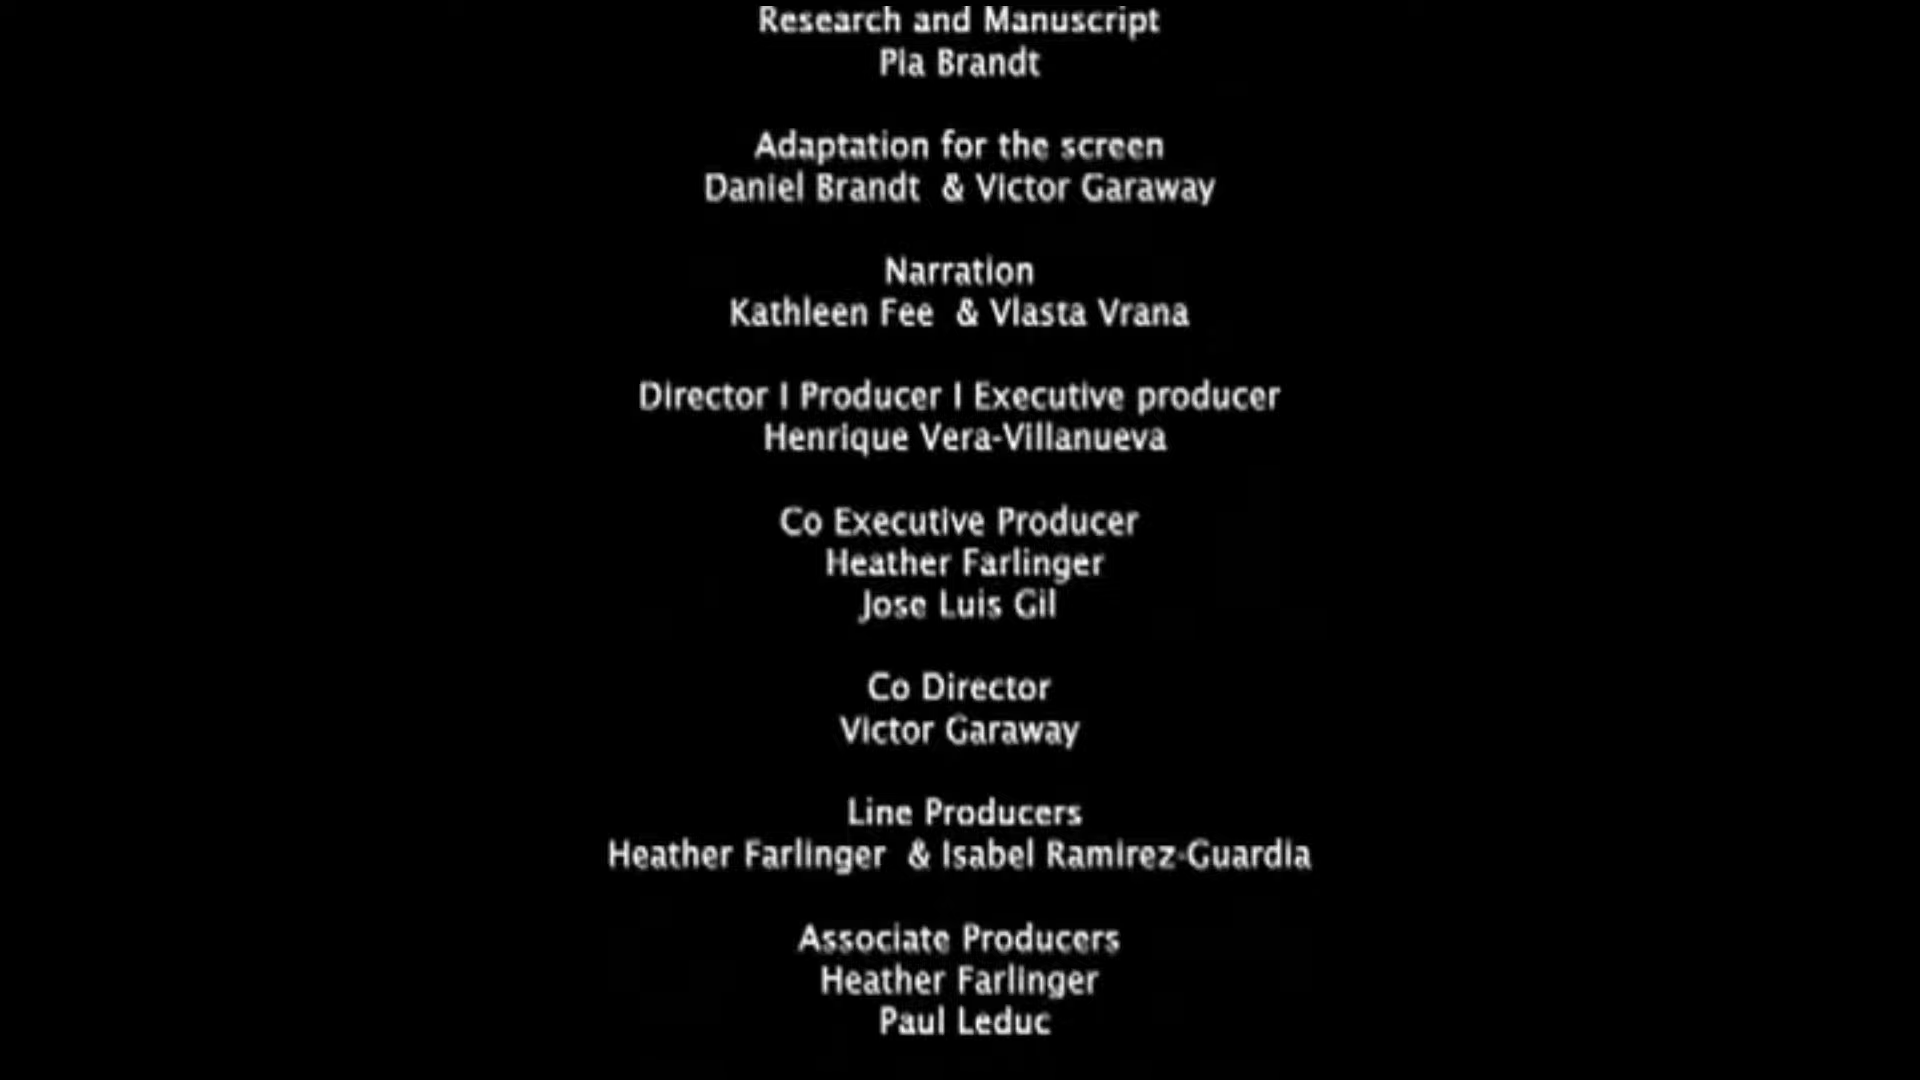 Research and Manuscript
Pia Brandt
Adaptation for the screen
Daniel Brandt & Victor Garaway
Narration
Kathleen Fee & Vlasta Vrana
Director | Producer | Executive producer
Henrique Vera-Villanueva
Co Executive Producer
Heather Farlinger
Jose Luis Gil
Co Director
Victor Garaway
Line Producers
Heather Farlinger & Isabel Ramirez-Guardia
Associate Producers
Heather Farlinger
Paul Leduc